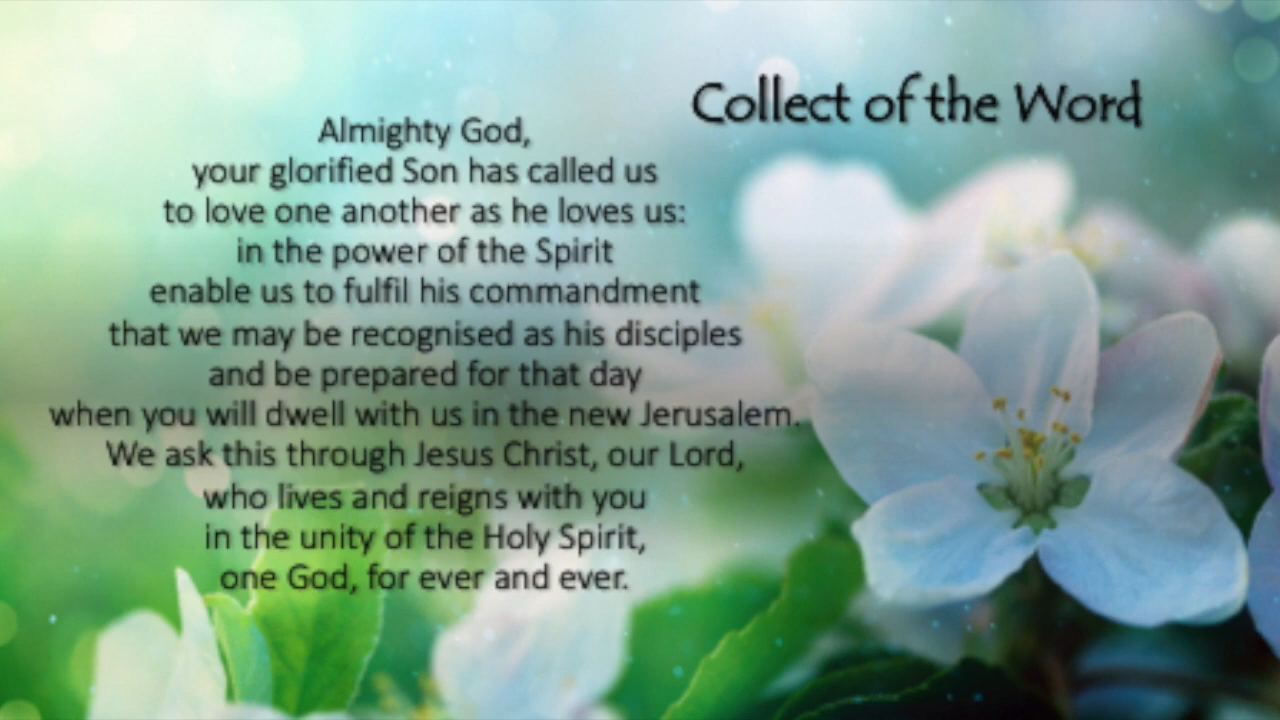 Collect of the Word
Almighty God,
your glorified Son has called us
to love one another as he loves us:
in the power of the Spirit
enable us to fulfil his commandment
that we may be recognised as his disciples
and be prepared for that day
when you will dwell with us in the new Jerusalem.
We ask this through Jesus Christ, our Lord,
who lives and reigns with you
in the unity of the Holy Spirit,
one God, for ever and ever.